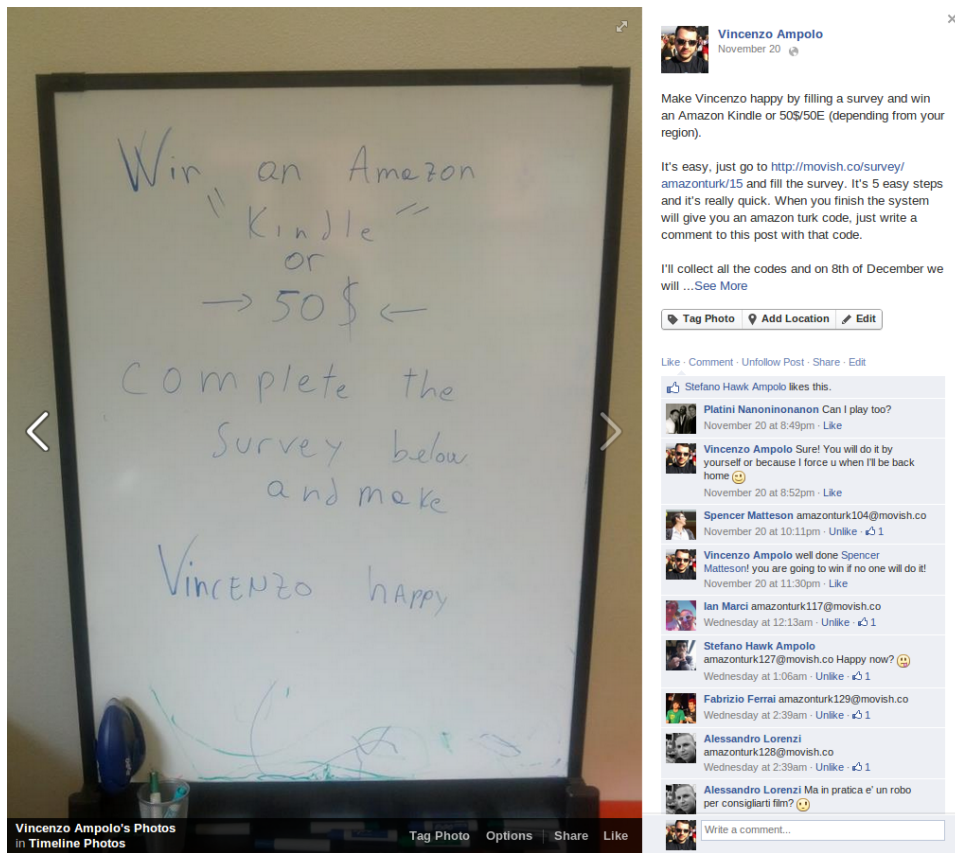 Win an Amazon
" Kindle "
or
→ 50$ ←
Complete the
survey below
and make
VincENZO hAppy
Vincenzo Ampolo's Photos
in Timeline Photos
Tag Photo Options Share Like
Vincenzo Ampolo
November 20
Make Vincenzo happy by filling a survey and win
an Amazon Kindle or 50$/50E (depending from your
region).
It's easy, just go to http://movish.co/survey/
amazonturk/15 and fill the survey. It's 5 easy steps
and it's really quick. When you finish the system
will give you an amazon turk code, just write a
comment to this post with that code.
I'll collect all the codes and on 8th of December we
will ...See More
Tag Photo Add Location Edit
Like · Comment · Unfollow Post · Share · Edit
Stefano Hawk Ampolo likes this.
Platini Nanoninonanon Can I play too?
November 20 at 8:49pm · Like
Vincenzo Ampolo Sure! You will do it by
yourself or because I force u when I'll be back
home
November 20 at 8:52pm · Like
Spencer Matteson amazonturk104@movish.co
November 20 at 10:11pm · Unlike · 1
Vincenzo Ampolo well done Spencer
Matteson! you are going to win if no one will do it!
November 20 at 11:30pm · Like
Ian Marci amazonturk117@movish.co
Wednesday at 12:13am · Unlike · 1
Stefano Hawk Ampolo
amazonturk127@movish.co Happy now?
Wednesday at 1:06am · Unlike · 1
Fabrizio Ferrai amazonturk129@movish.co
Wednesday at 2:39am · Unlike · 1
Alessandro Lorenzi
amazonturk128@movish.co
Wednesday at 2:39am · Unlike · 1
Alessandro Lorenzi Ma in pratica e' un robo
per consigliarti film?
Write a comment...